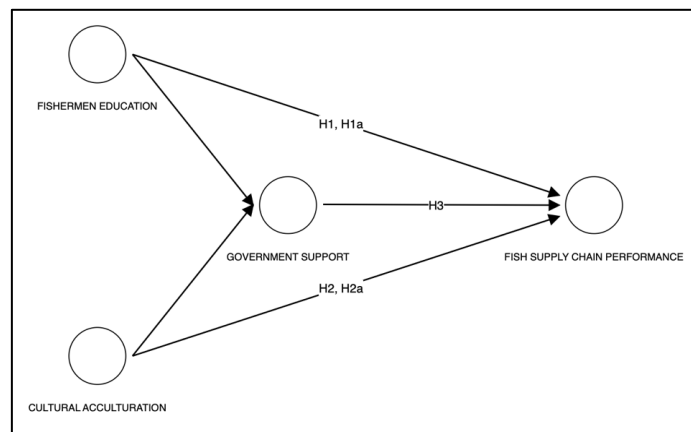 FISHERMEN EDUCATION
H1, H1a
H3
GOVERNMENT SUPPORT
FISH SUPPLY CHAIN PERFORMANCE
H2, H2a
CULTURAL ACCULTURATION